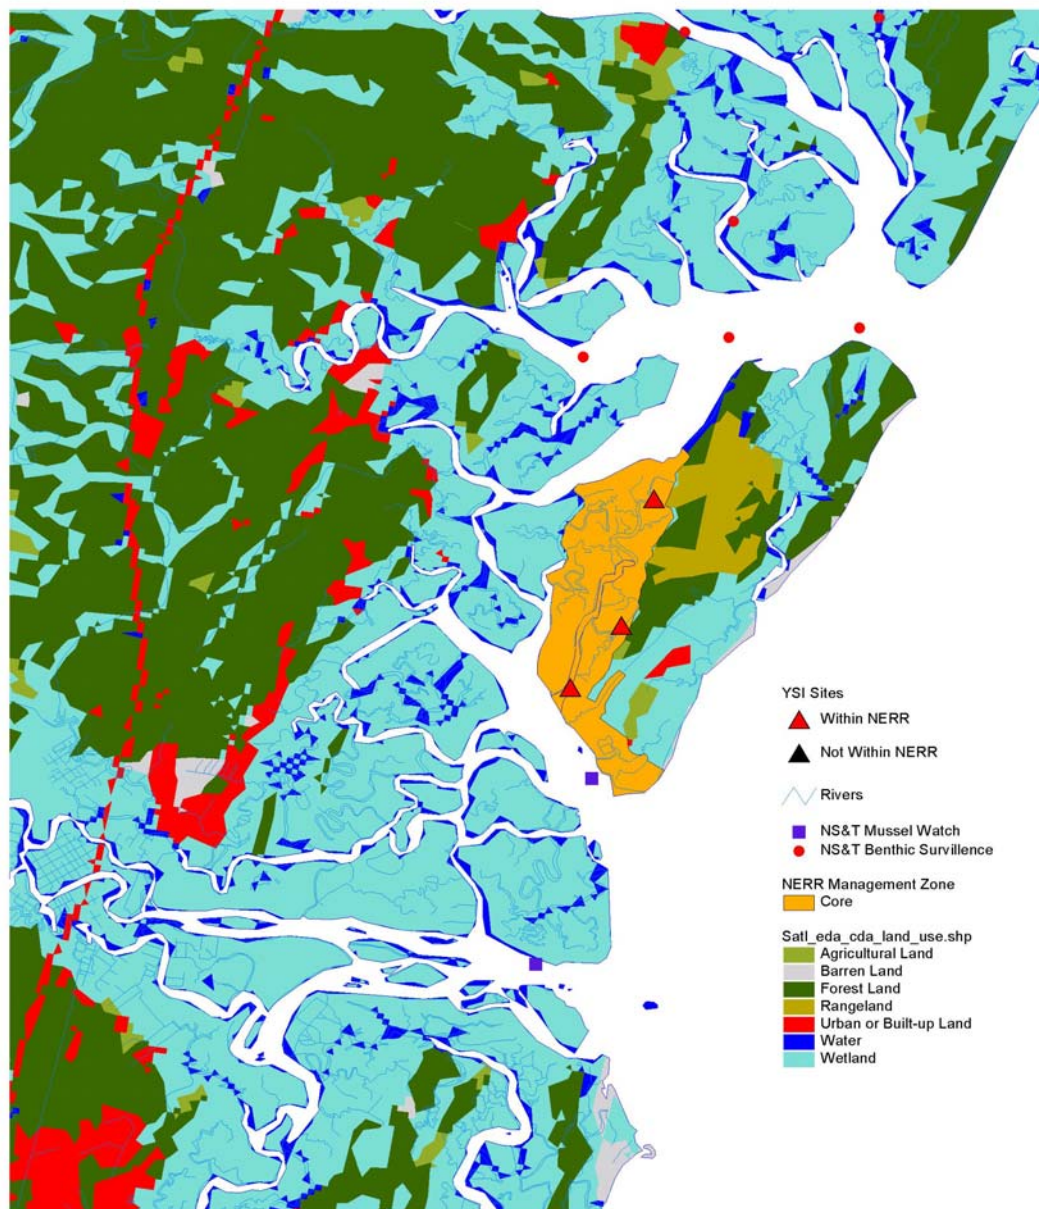 YSI Sites
Within NERR
Not Within NERR
Rivers
NS&T Mussel Watch
NS&T Benthic Survillence
NERR Management Zone
Core
Satl_eda_cda_land_use.shp
Agricultural Land
Barren Land
Forest Land
Rangeland
Urban or Built-up Land
Water
Wetland